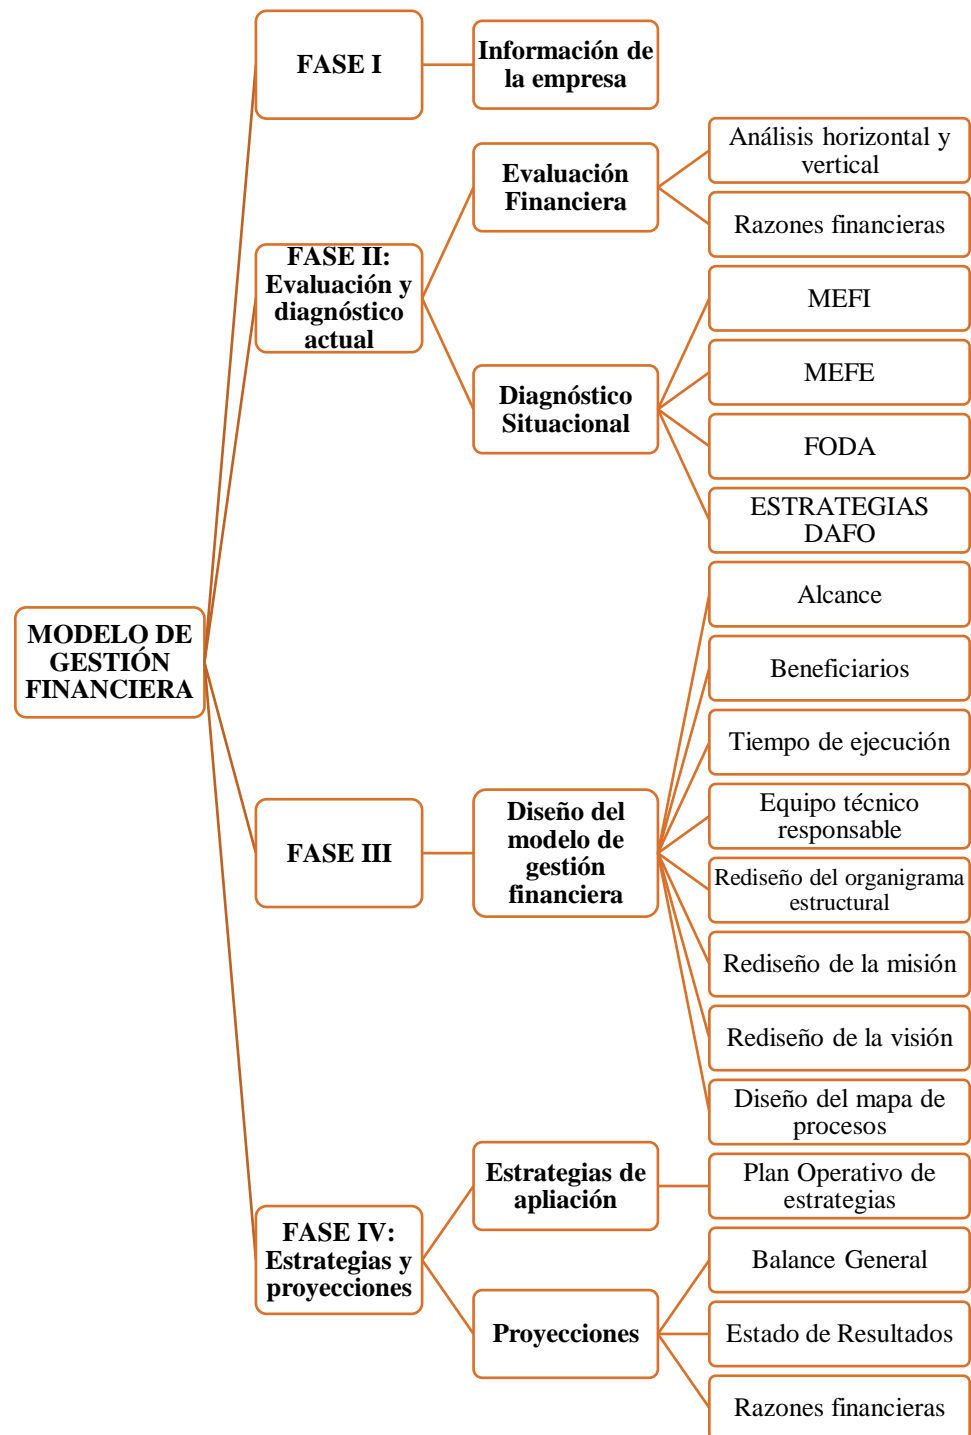 FASE I
Información de
la empresa
Análisis horizontal y
vertical
Evaluación
Financiera
Razones financieras
FASE II:
Evaluación y
diagnóstico
actual
MEFI
MEFE
Diagnóstico
Situacional
FODA
ESTRATEGIAS
DAFO
MODELO DE
GESTIÓN
FINANCIERA
Alcance
Beneficiarios
Tiempo de ejecución
Equipo técnico
responsable
FASE III
Diseño del
modelo de
gestión
financiera
Rediseño del organigrama
estructural
Rediseño de la misión
Rediseño de la visión
Diseño del mapa de
procesos
Estrategias de
apliación
Plan Operativo de
estrategias
FASE IV:
Estrategias y
proyecciones
Balance General
Proyecciones
Estado de Resultados
Razones financieras